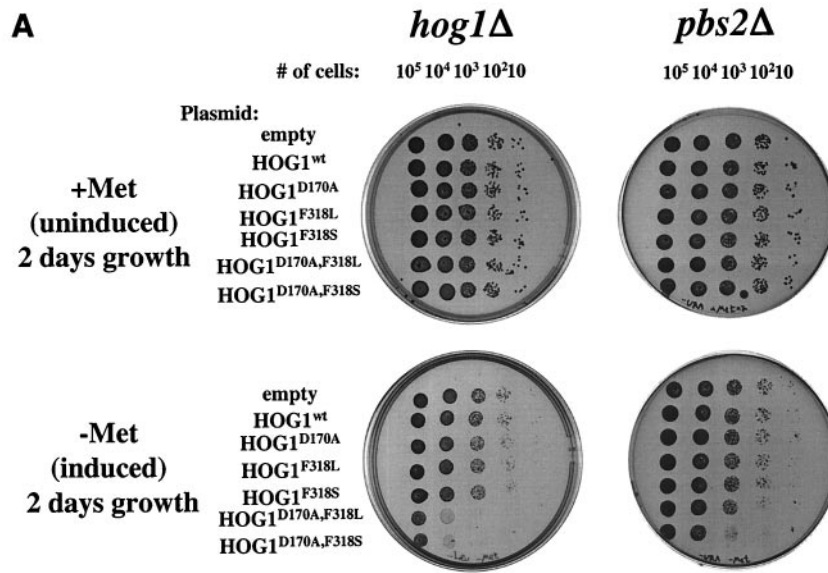 A
hog1Δ pbs2Δ
# of cells: 10⁵ 10⁴ 10³ 10² 10 10⁵ 10⁴ 10³ 10² 10
Plasmid:
empty
HOG1ʷᵗ
HOG1ᴰ¹⁷⁰ᴬ
HOG1ᶠ³¹⁸ᴸ
HOG1ᶠ³¹⁸ˢ
HOG1ᴰ¹⁷⁰ᴬ,ᶠ³¹⁸ᴸ
HOG1ᴰ¹⁷⁰ᴬ,ᶠ³¹⁸ˢ
+Met
(uninduced)
2 days growth
-URA +Met
empty
HOG1ʷᵗ
HOG1ᴰ¹⁷⁰ᴬ
HOG1ᶠ³¹⁸ᴸ
HOG1ᶠ³¹⁸ˢ
HOG1ᴰ¹⁷⁰ᴬ,ᶠ³¹⁸ᴸ
HOG1ᴰ¹⁷⁰ᴬ,ᶠ³¹⁸ˢ
-Met
(induced)
2 days growth
-Leu -Met
-URA -Met